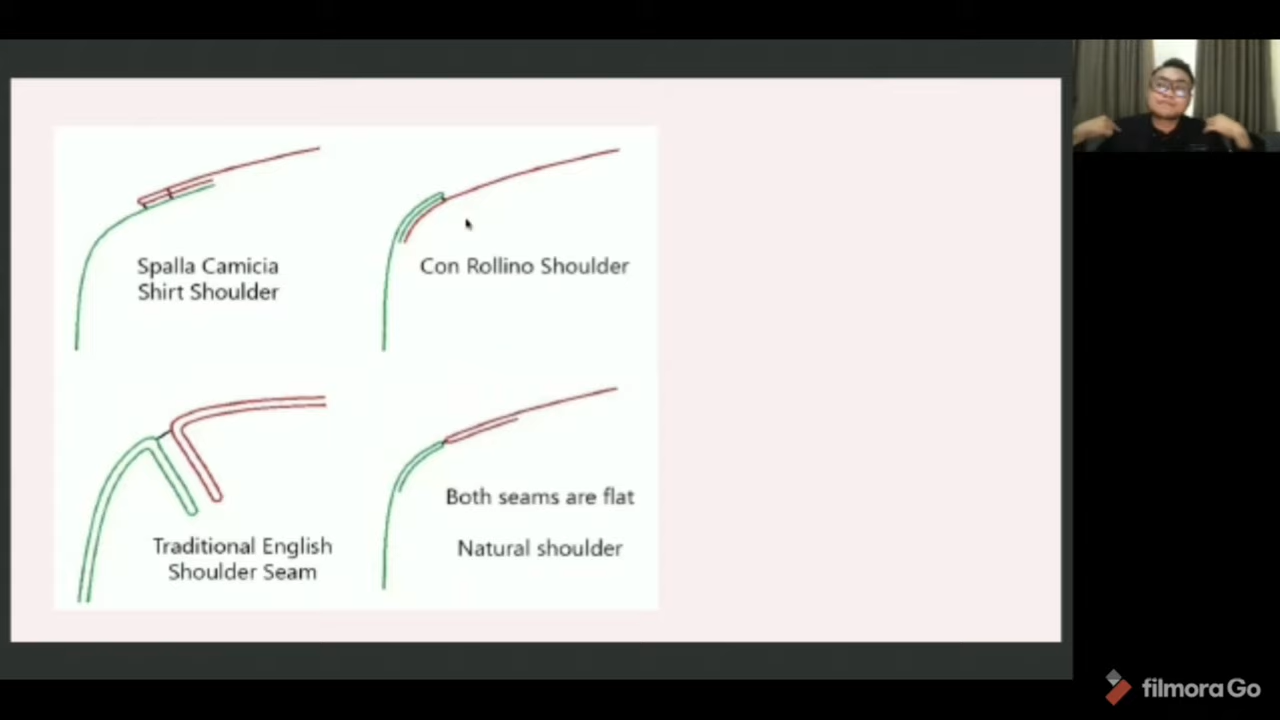 Spalla Camicia
Shirt Shoulder
Con Rollino Shoulder
Traditional English
Shoulder Seam
Both seams are flat
Natural shoulder
filmoraGo